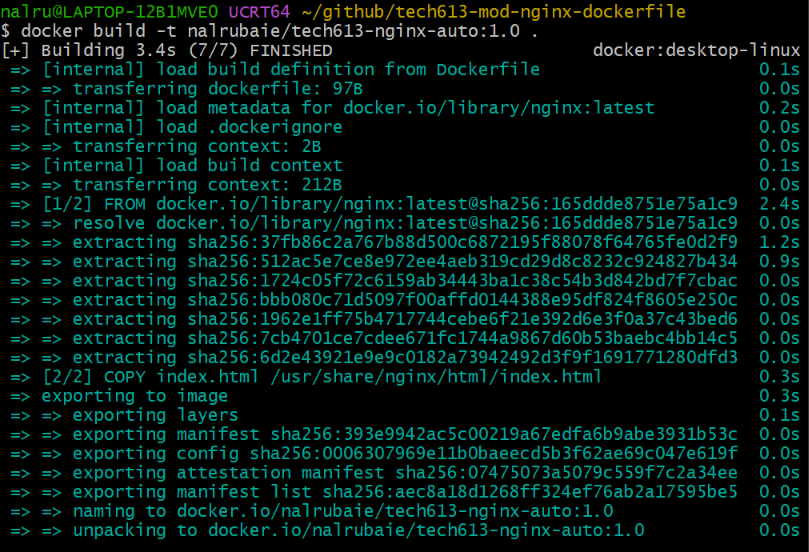 nalru@LAPTOP-12B1MVEO UCRT64 ~/github/tech613-mod-nginx-dockerfile
$ docker build -t nalrubaie/tech613-nginx-auto:1.0 .
[+] Building 3.4s (7/7) FINISHED docker:desktop-linux
=> [internal] load build definition from Dockerfile 0.1s
=> => transferring dockerfile: 97B 0.0s
=> [internal] load metadata for docker.io/library/nginx:latest 0.2s
=> [internal] load .dockerignore 0.0s
=> => transferring context: 2B 0.0s
=> [internal] load build context 0.1s
=> => transferring context: 212B 0.0s
=> [1/2] FROM docker.io/library/nginx:latest@sha256:165ddde8751e75a1c9 2.4s
=> => resolve docker.io/library/nginx:latest@sha256:165ddde8751e75a1c9 0.0s
=> => extracting sha256:37fb86c2a767b88d500c6872195f88078f64765fe0d2f9 1.2s
=> => extracting sha256:512ac5e7ce8e972ee4aeb319cd29d8c8232c924827b434 0.9s
=> => extracting sha256:1724c05f72c6159ab34443ba1c38c54b3d842bd7f7cbac 0.0s
=> => extracting sha256:bbb080c71d5097f00affd0144388e95df824f8605e250c 0.0s
=> => extracting sha256:1962e1ff75b4717744cebe6f21e392d6e3f0a37c43bed6 0.0s
=> => extracting sha256:7cb4701ce7cdee671fc1744a9867d60b53baebc4bb14c5 0.0s
=> => extracting sha256:6d2e43921e9e9c0182a73942492d3f9f1691771280dfd3 0.0s
=> [2/2] COPY index.html /usr/share/nginx/html/index.html 0.3s
=> exporting to image 0.3s
=> => exporting layers 0.1s
=> => exporting manifest sha256:393e9942ac5c00219a67edfa6b9abe3931b53c 0.0s
=> => exporting config sha256:0006307969e11b0baeecd5b3f62ae69c047e619f 0.0s
=> => exporting attestation manifest sha256:07475073a5079c559f7c2a34ee 0.0s
=> => exporting manifest list sha256:aec8a18d1268ff324ef76ab2a17595be5 0.0s
=> => naming to docker.io/nalrubaie/tech613-nginx-auto:1.0 0.0s
=> => unpacking to docker.io/nalrubaie/tech613-nginx-auto:1.0 0.0s